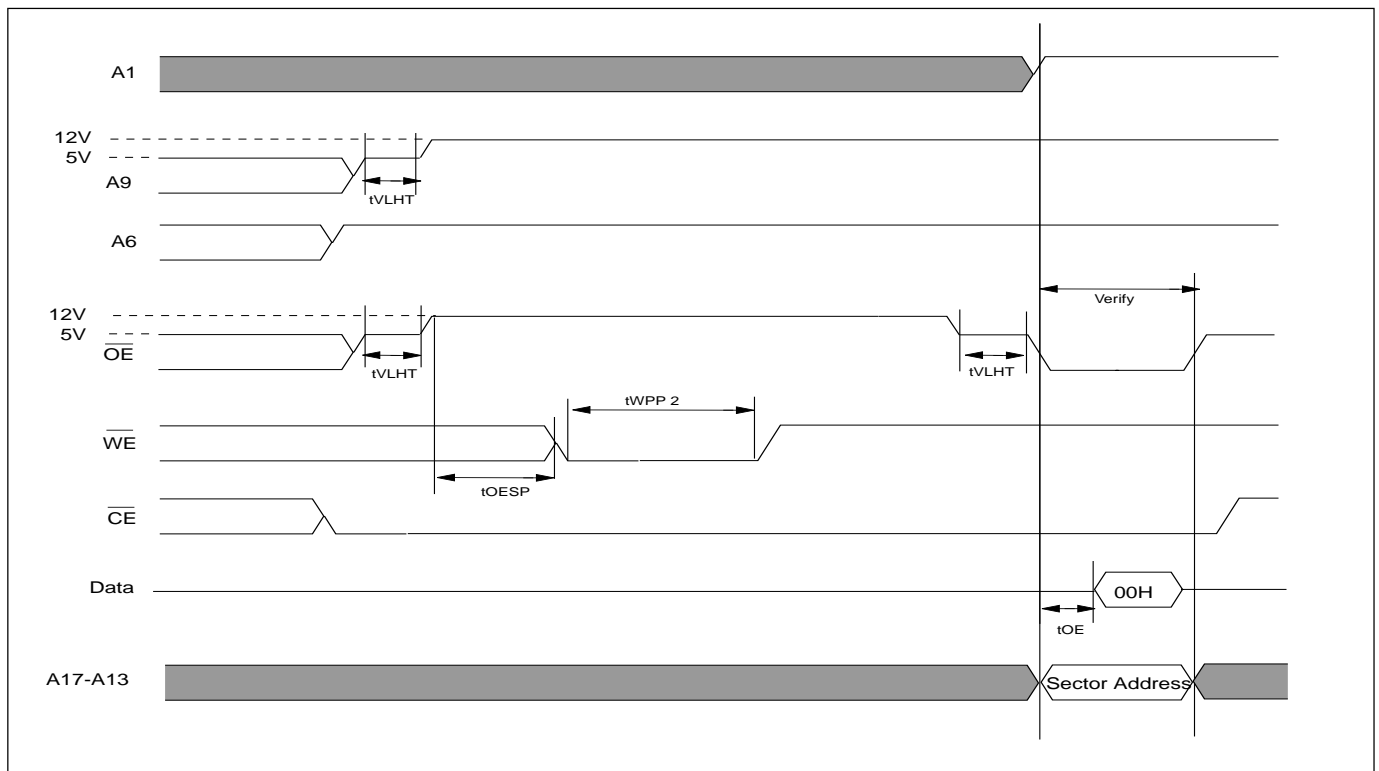 A1
12V
5V
A9
tVLHT
A6
12V
5V
Verify
OE
tVLHT
tVLHT
tWPP 2
WE
tOESP
CE
Data
00H
tOE
A17-A13
Sector Address